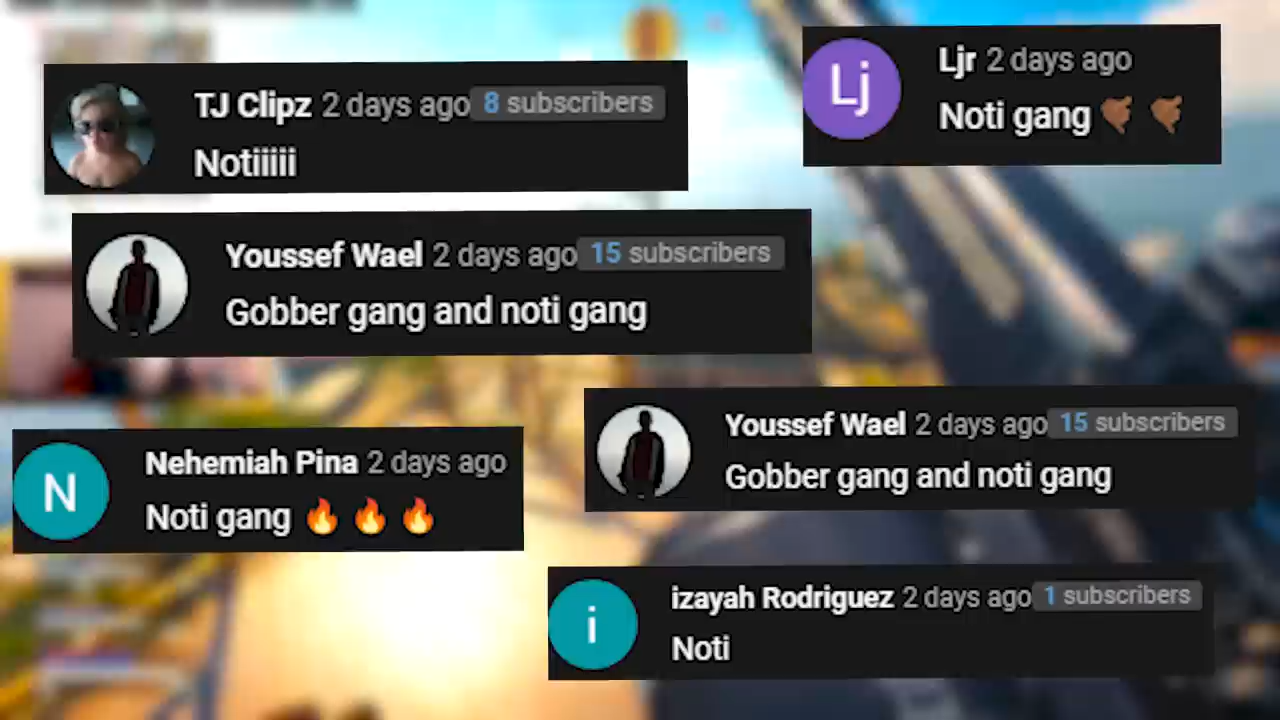 TJ Clipz 2 days ago 8 subscribers
Notiiiii
Lj
Ljr 2 days ago
Noti gang 🤙🏾 🤙🏾
Youssef Wael 2 days ago 15 subscribers
Gobber gang and noti gang
Youssef Wael 2 days ago 15 subscribers
Gobber gang and noti gang
N
Nehemiah Pina 2 days ago
Noti gang 🔥 🔥 🔥
i
izayah Rodriguez 2 days ago 1 subscribers
Noti